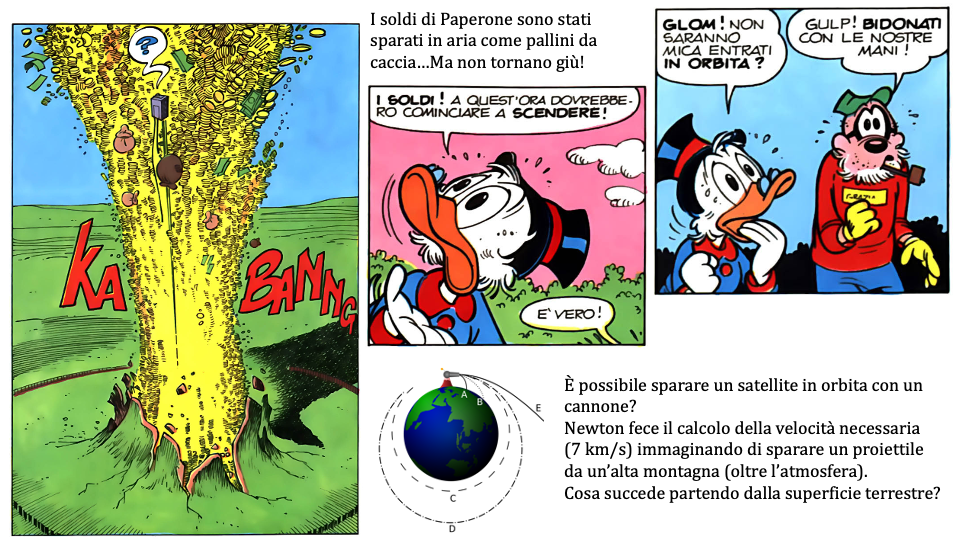 ?
KA
BANNNG
I soldi di Paperone sono stati
sparati in aria come pallini da
caccia…Ma non tornano giù!
I SOLDI! A QUEST'ORA DOVREBBE-
RO COMINCIARE A SCENDERE!
E' VERO!
GLOM! NON
SARANNO
MICA ENTRATI
IN ORBITA?
GULP! BIDONATI
CON LE NOSTRE
MANI!
A
B
E
C
D
È possibile sparare un satellite in orbita con un
cannone?
Newton fece il calcolo della velocità necessaria
(7 km/s) immaginando di sparare un proiettile
da un'alta montagna (oltre l'atmosfera).
Cosa succede partendo dalla superficie terrestre?